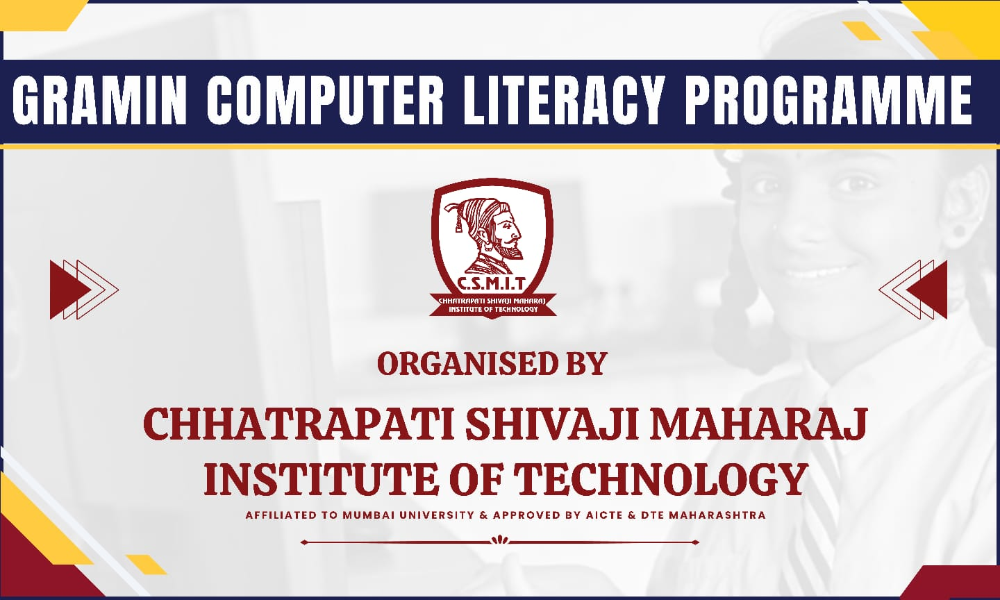 GRAMIN COMPUTER LITERACY PROGRAMME
C.S.M.I.T
CHHATRAPATI SHIVAJI MAHARAJ
INSTITUTE OF TECHNOLOGY
ORGANISED BY
CHHATRAPATI SHIVAJI MAHARAJ
INSTITUTE OF TECHNOLOGY
AFFILIATED TO MUMBAI UNIVERSITY & APPROVED BY AICTE & DTE MAHARASHTRA